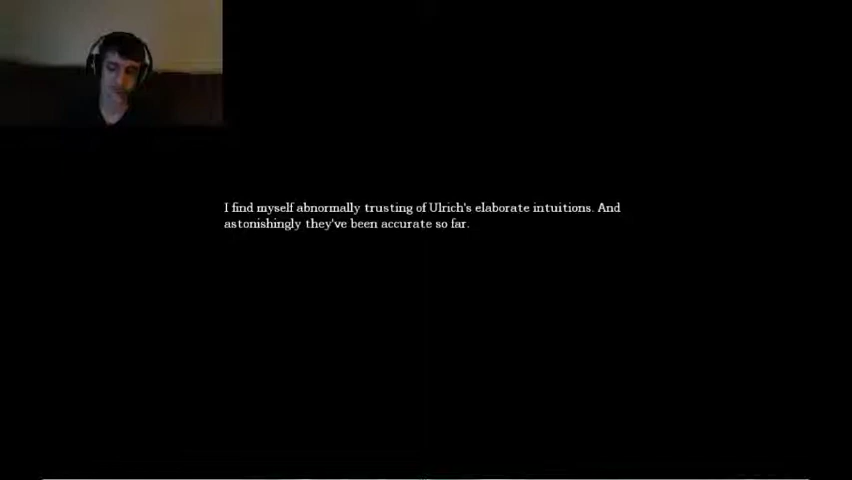 I find myself abnormally trusting of Ulrich's elaborate intuitions. And
astonishingly they've been accurate so far.